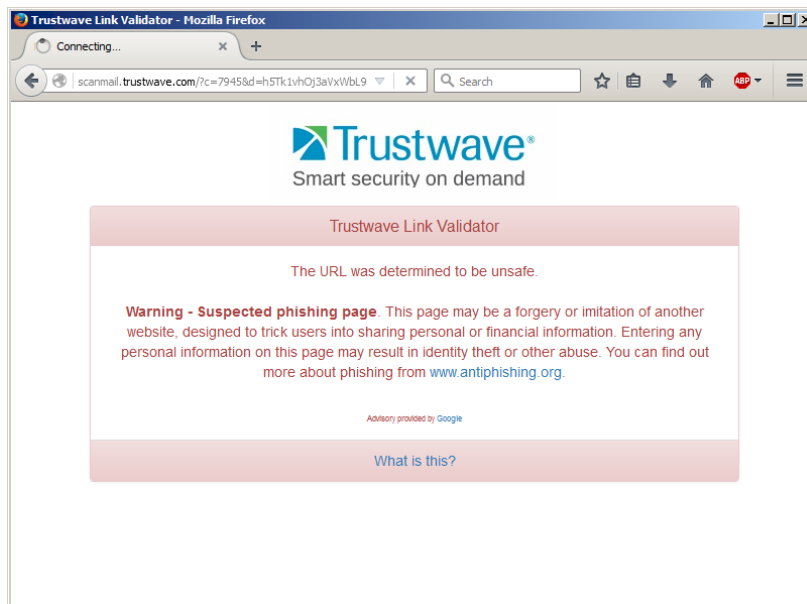 Trustwave Link Validator - Mozilla Firefox
Connecting...
scanmail.trustwave.com/?c=7945&d=h5Tk1vhOj3aVxWbL9
Search
ABP
Trustwave®
Smart security on demand
Trustwave Link Validator
The URL was determined to be unsafe.
Warning - Suspected phishing page. This page may be a forgery or imitation of another
website, designed to trick users into sharing personal or financial information. Entering any
personal information on this page may result in identity theft or other abuse. You can find out
more about phishing from www.antiphishing.org.
Advisory provided by Google
What is this?